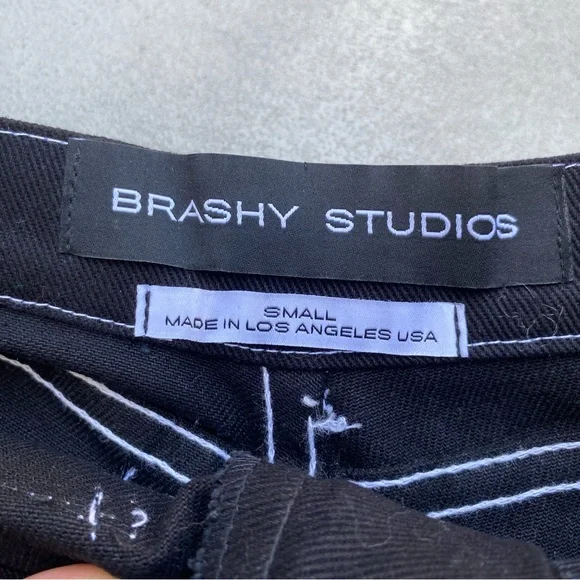 BRASHY STUDIOS
SMALL
MADE IN LOS ANGELES USA